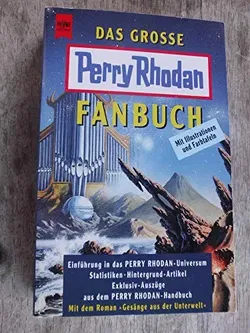 HEYNE
DAS GROSSE
Perry Rhodan
FANBUCH
Mit Illustrationen
und Farbtafeln
Einführung in das PERRY RHODAN-Universum
Statistiken·Hintergrund-Artikel
Exklusiv-Auszüge
aus dem PERRY RHODAN-Handbuch
Mit dem Roman »Gesänge aus der Unterwelt«